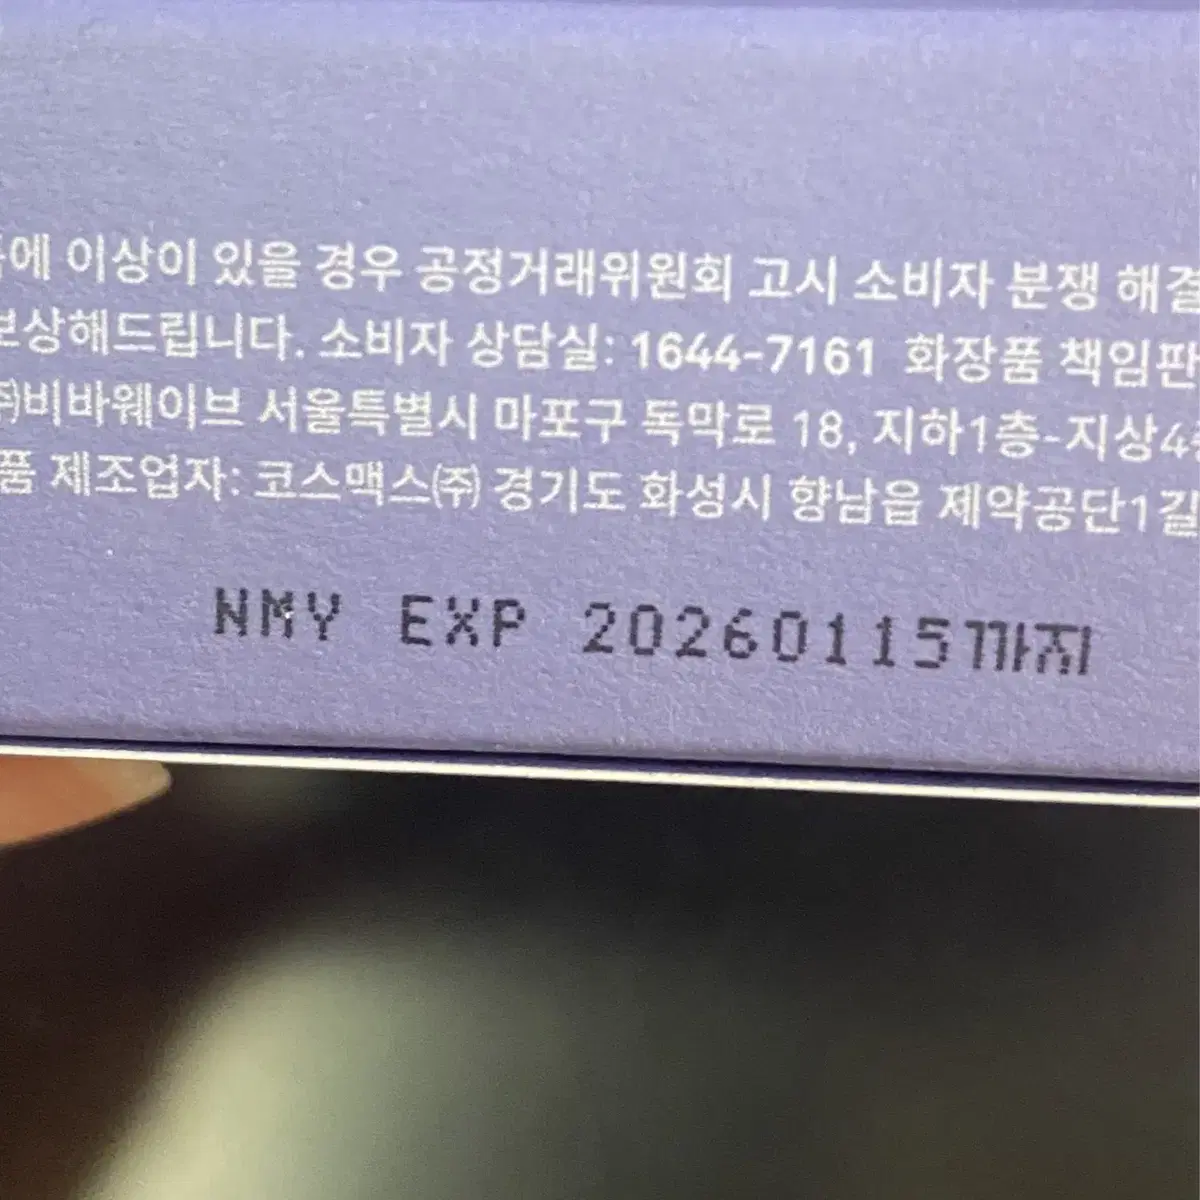 에 이상이 있을 경우 공정거래위원회 고시 소비자 분쟁 해결
보상해드립니다. 소비자 상담실: 1644-7161 화장품 책임판
㈜비바웨이브 서울특별시 마포구 독막로 18, 지하1층-지상4
품 제조업자: 코스맥스㈜ 경기도 화성시 향남읍 제약공단1길
NMY EXP 20260115까지